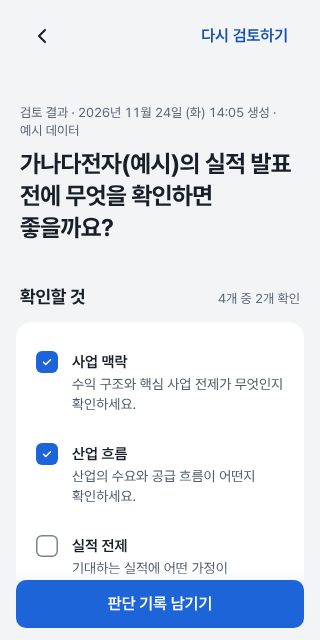 다시 검토하기
검토 결과 · 2026년 11월 24일 (화) 14:05 생성 ·
예시 데이터
가나다전자(예시)의 실적 발표
전에 무엇을 확인하면
좋을까요?
확인할 것
4개 중 2개 확인
사업 맥락
수익 구조와 핵심 사업 전제가 무엇인지
확인하세요.
산업 흐름
산업의 수요와 공급 흐름이 어떤지
확인하세요.
실적 전제
기대하는 실적에 어떤 가정이
판단 기록 남기기